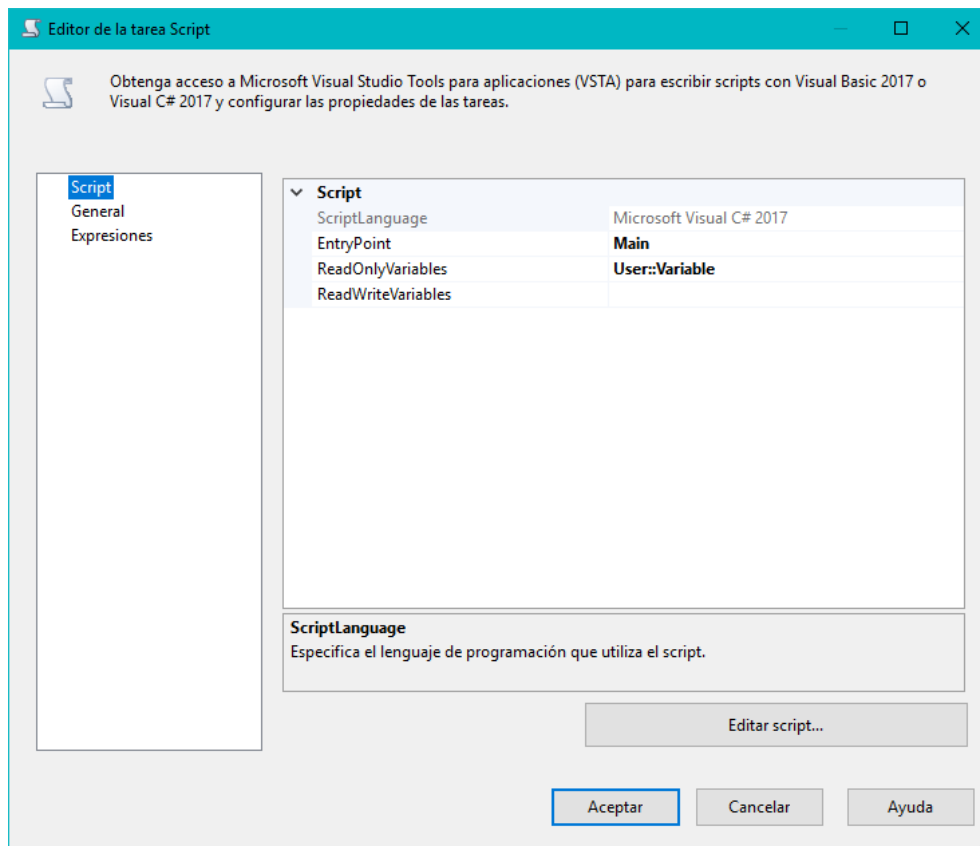 Editor de la tarea Script
Obtenga acceso a Microsoft Visual Studio Tools para aplicaciones (VSTA) para escribir scripts con Visual Basic 2017 o
Visual C# 2017 y configurar las propiedades de las tareas.
Script
General
Expresiones
Script
ScriptLanguage Microsoft Visual C# 2017
EntryPoint Main
ReadOnlyVariables User::Variable
ReadWriteVariables
ScriptLanguage
Especifica el lenguaje de programación que utiliza el script.
Editar script...
Aceptar Cancelar Ayuda